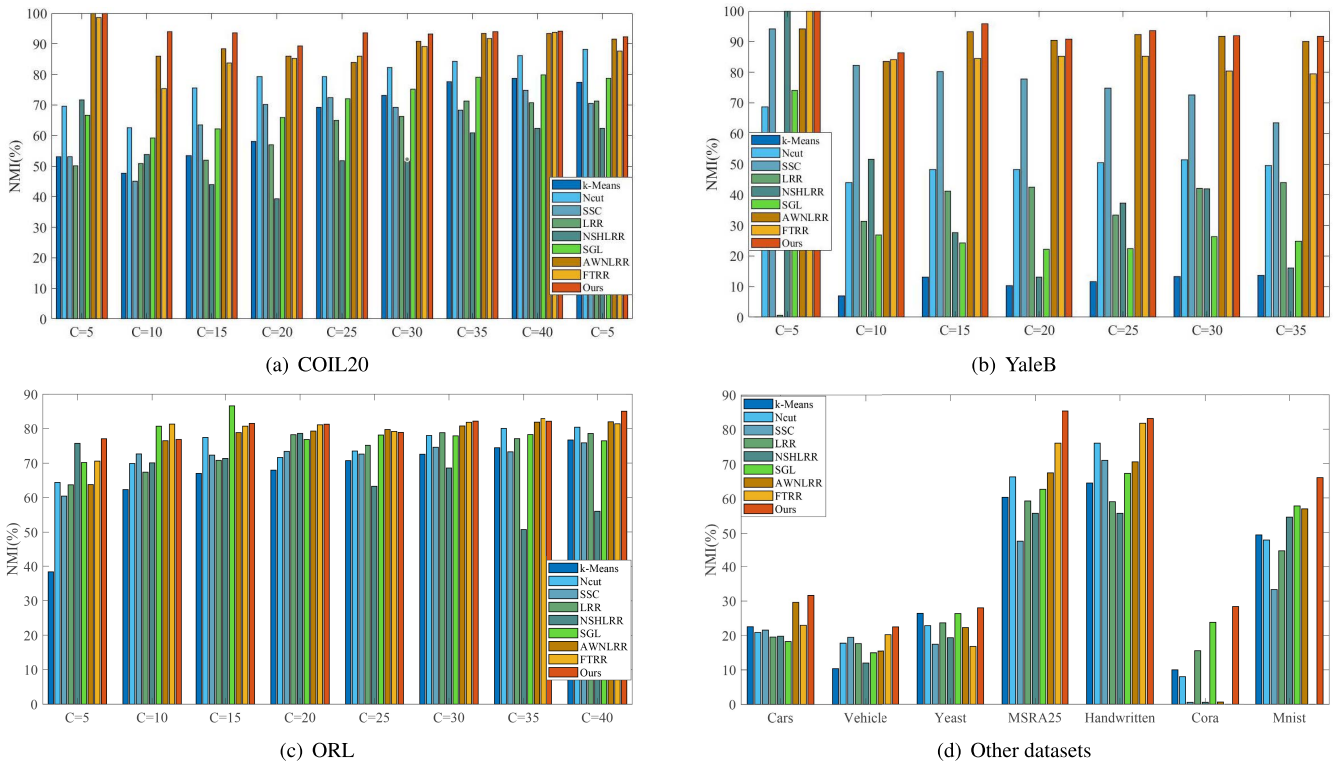 100
90
80
70
60
50
40
30
20
10
0
NMI(%)
k-Means
Ncut
SSC
LRR
NSHLRR
SGL
AWNLRR
FTRR
Ours
C=5 C=10 C=15 C=20 C=25 C=30 C=35 C=40 C=5
(a) COIL20
100
90
80
70
60
50
40
30
20
10
0
NMI(%)
k-Means
Ncut
SSC
LRR
NSHLRR
SGL
AWNLRR
FTRR
Ours
C=5 C=10 C=15 C=20 C=25 C=30 C=35
(b) YaleB
90
80
70
60
50
40
30
20
10
0
NMI(%)
k-Means
Ncut
SSC
LRR
NSHLRR
SGL
AWNLRR
FTRR
Ours
C=5 C=10 C=15 C=20 C=25 C=30 C=35 C=40
(c) ORL
90
80
70
60
50
40
30
20
10
0
NMI(%)
k-Means
Ncut
SSC
LRR
NSHLRR
SGL
AWNLRR
FTRR
Ours
Cars Vehicle Yeast MSRA25 Handwritten Cora Mnist
(d) Other datasets